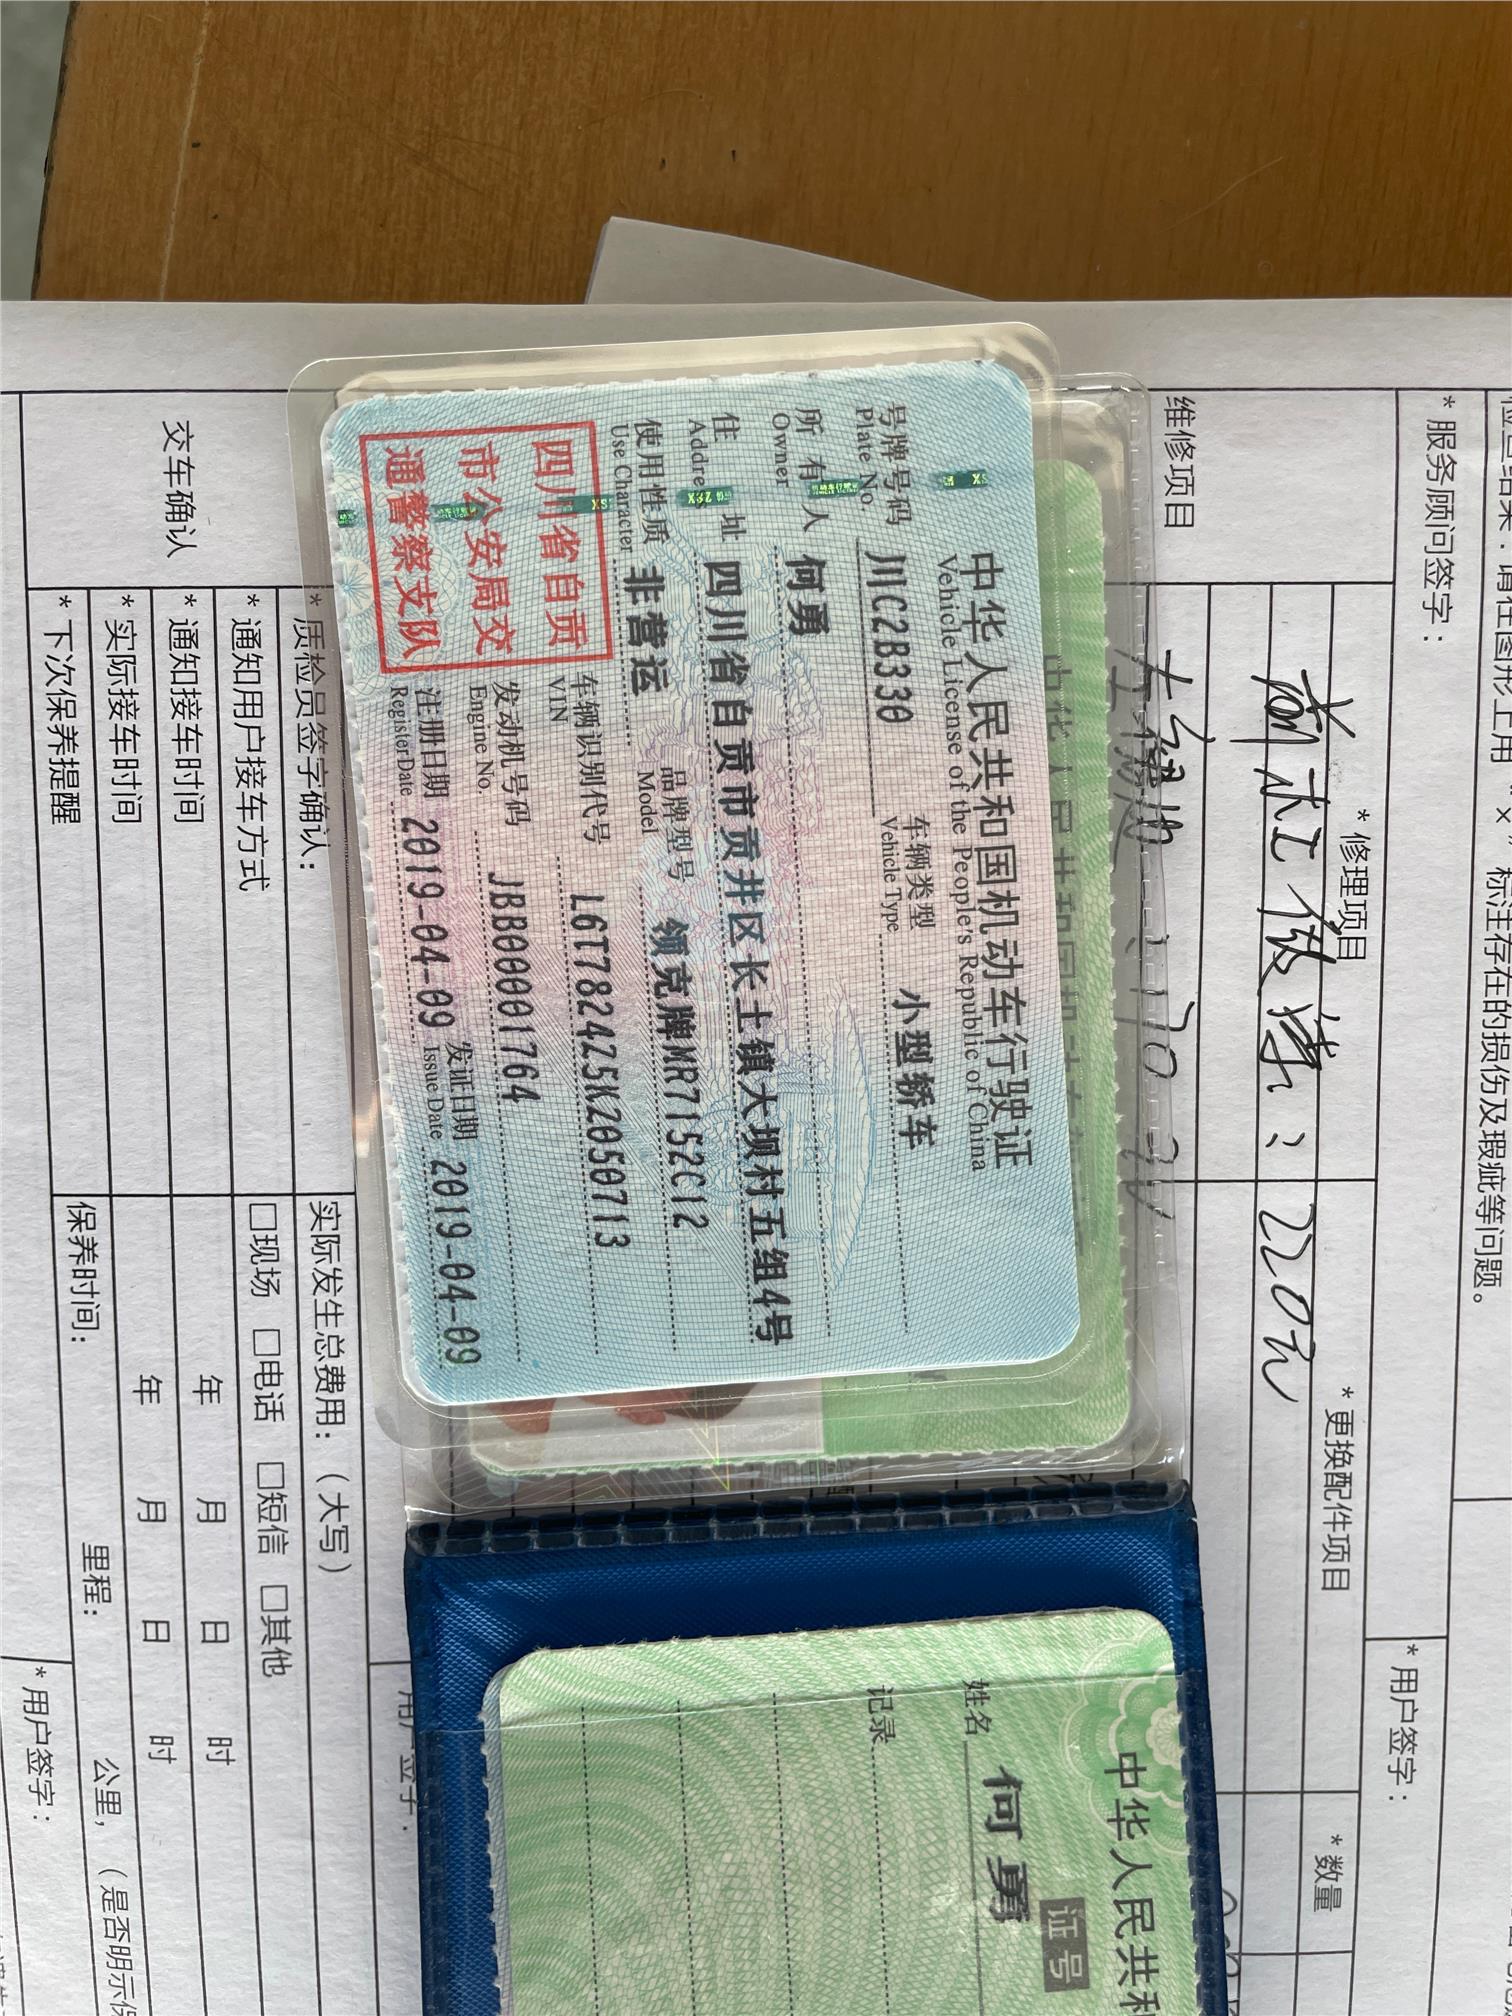 中华人民共和国机动车行驶证
Vehicle License of the People's Republic of China
号牌号码 川C2B330 车辆类型 小型轿车
Plate No. Vehicle Type
所有人 何勇
Owner
住址 四川省自贡市贡井区长土镇大坝村五组4号
Address
使用性质 非营运 品牌型号 领克牌MR7152C12
Use Character Model
车辆识别代号 L6T7824Z5KZ050713
VIN
发动机号码 JBB00001764
Engine No.
注册日期 2019-04-09 发证日期 2019-04-09
Register Date Issue Date
四川省自贡
市公安局交
通警察支队
中华人民共和
证号
姓名 何勇
记录
标注存在的损伤及瑕疵等问题。
*服务顾问签字：
*用户签字：
维修项目
*修理项目
*更换配件项目
*数量
220元
交车确认
*质检员签字确认：
实际发生总费用：（大写）
*通知用户接车方式
□现场 □电话 □短信 □其他
*通知接车时间
年 月 日 时
*实际接车时间
年 月 日 时
*下次保养提醒
保养时间： 里程： 公里，（是否明示保
*用户签字：